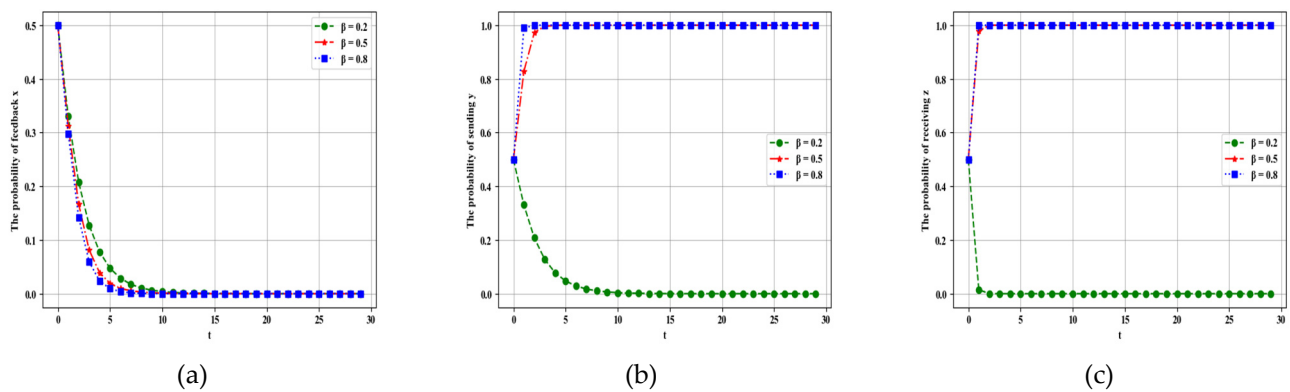 The probability of feedback x
0.5
0.4
0.3
0.2
0.1
0.0
β = 0.2
β = 0.5
β = 0.8
0 5 10 15 20 25 30
t
(a)
The probability of sending y
1.0
0.8
0.6
0.4
0.2
0.0
β = 0.2
β = 0.5
β = 0.8
0 5 10 15 20 25 30
t
(b)
The probability of receiving z
1.0
0.8
0.6
0.4
0.2
0.0
β = 0.2
β = 0.5
β = 0.8
0 5 10 15 20 25 30
t
(c)